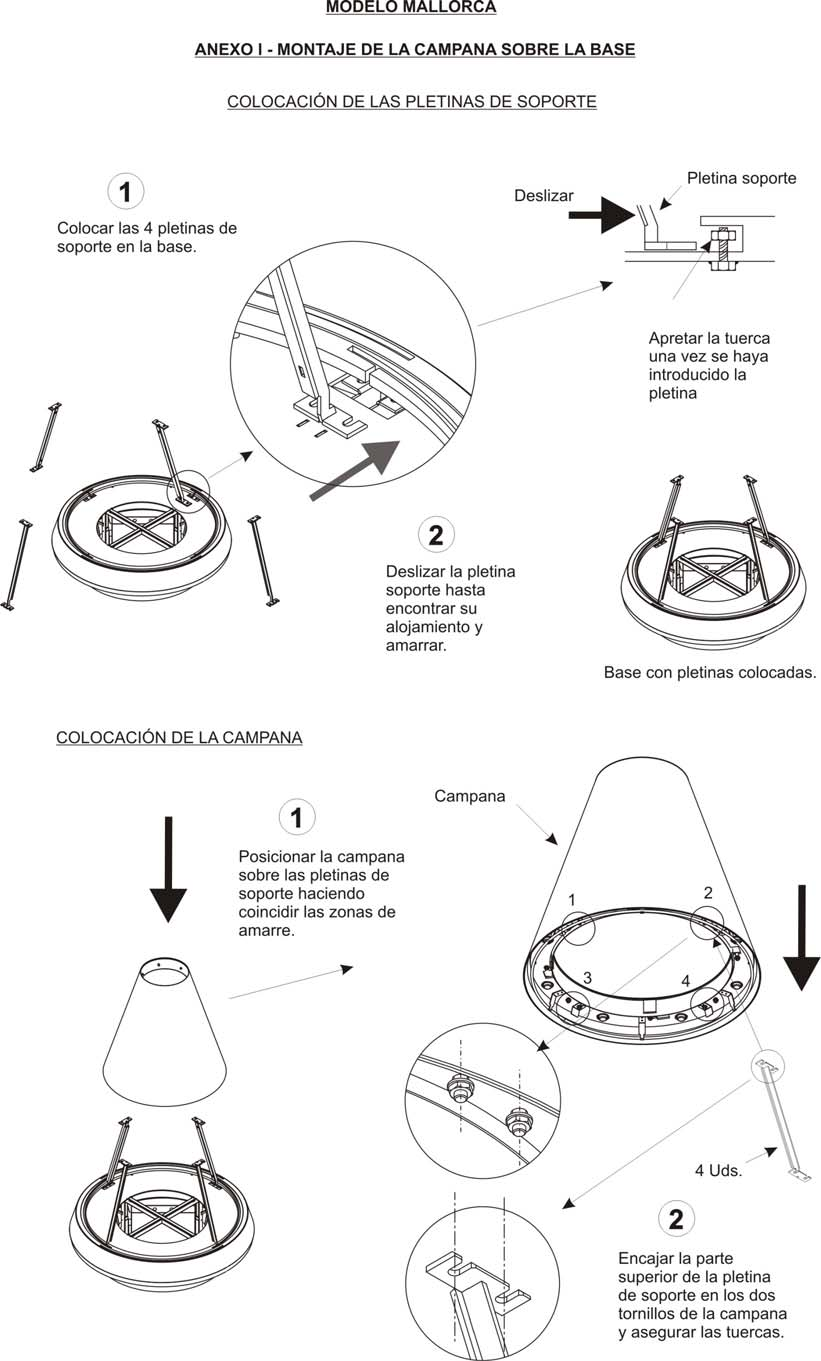 MODELO MALLORCA
ANEXO I - MONTAJE DE LA CAMPANA SOBRE LA BASE
COLOCACIÓN DE LAS PLETINAS DE SOPORTE
1
Colocar las 4 pletinas de
soporte en la base.
Deslizar
Pletina soporte
Apretar la tuerca
una vez se haya
introducido la
pletina
2
Deslizar la pletina
soporte hasta
encontrar su
alojamiento y
amarrar.
Base con pletinas colocadas.
COLOCACIÓN DE LA CAMPANA
1
Posicionar la campana
sobre las pletinas de
soporte haciendo
coincidir las zonas de
amarre.
Campana
1
2
3
4
4 Uds.
2
Encajar la parte
superior de la pletina
de soporte en los dos
tornillos de la campana
y asegurar las tuercas.